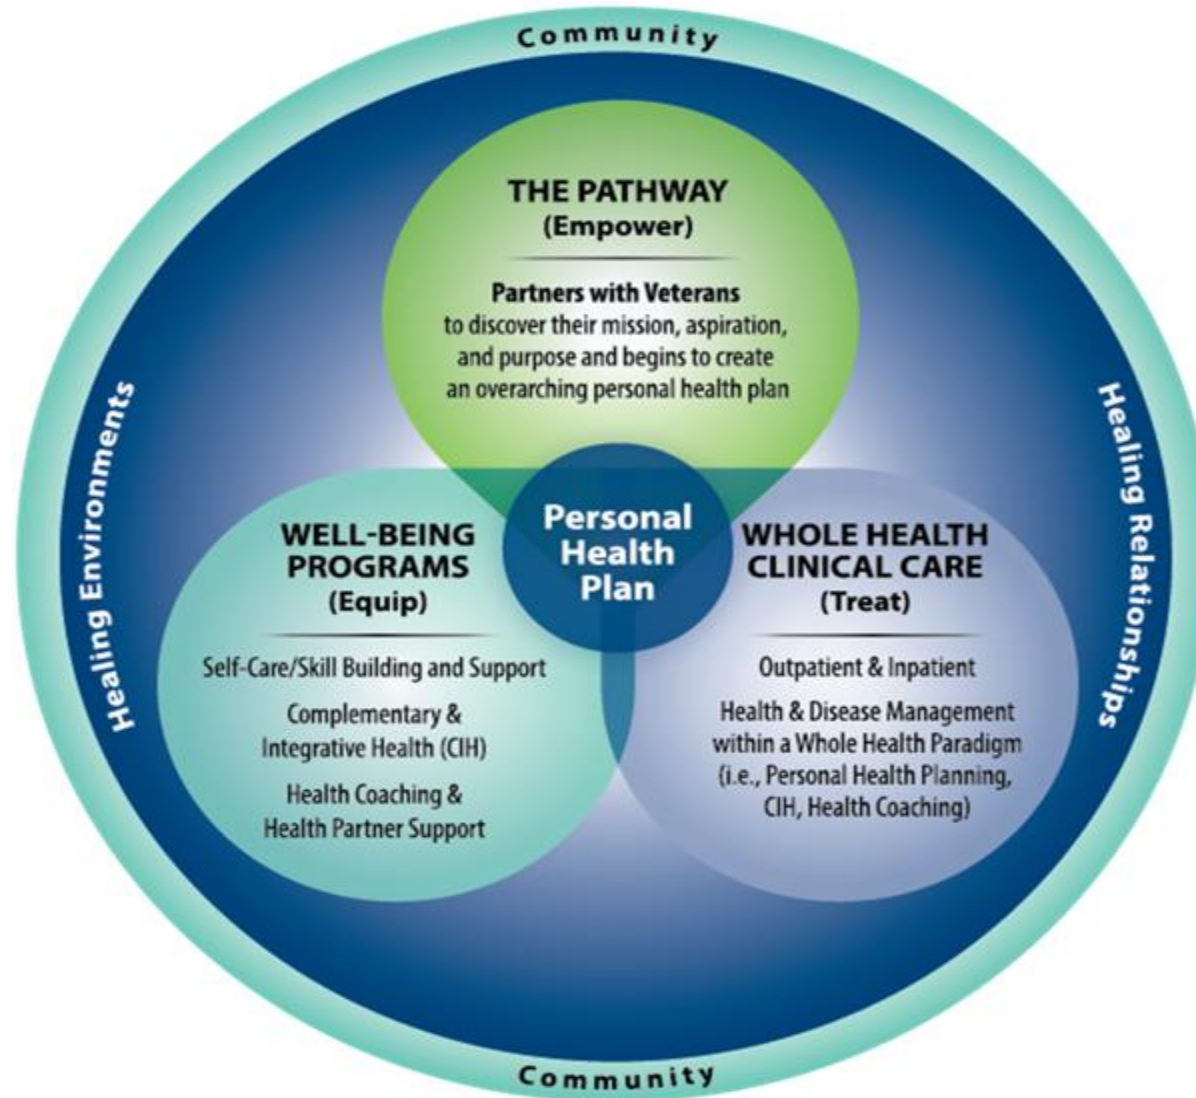 Community
THE PATHWAY
(Empower)
Partners with Veterans
to discover their mission, aspiration,
and purpose and begins to create
an overarching personal health plan
Healing Environments
Healing Relationships
Personal
Health
Plan
WELL-BEING
PROGRAMS
(Equip)
Self-Care/Skill Building and Support
Complementary &
Integrative Health (CIH)
Health Coaching &
Health Partner Support
WHOLE HEALTH
CLINICAL CARE
(Treat)
Outpatient & Inpatient
Health & Disease Management
within a Whole Health Paradigm
(i.e., Personal Health Planning,
CIH, Health Coaching)
Community